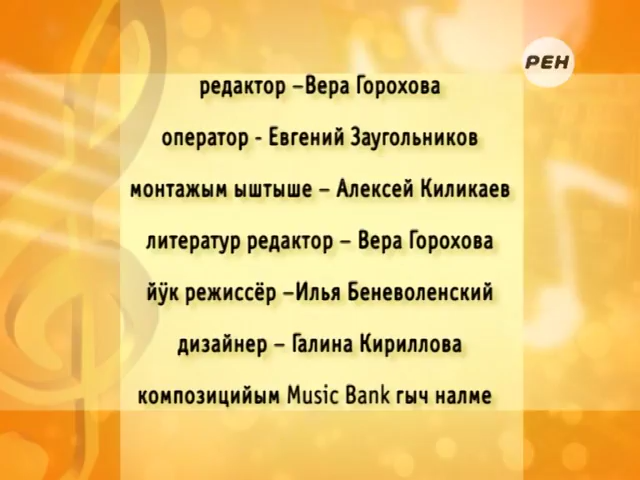 РЕН
редактор –Вера Горохова
оператор - Евгений Заугольников
монтажым ыштыше – Алексей Киликаев
литератур редактор – Вера Горохова
йӱк режиссёр –Илья Беневоленский
дизайнер – Галина Кириллова
композицийым Music Bank гыч налме